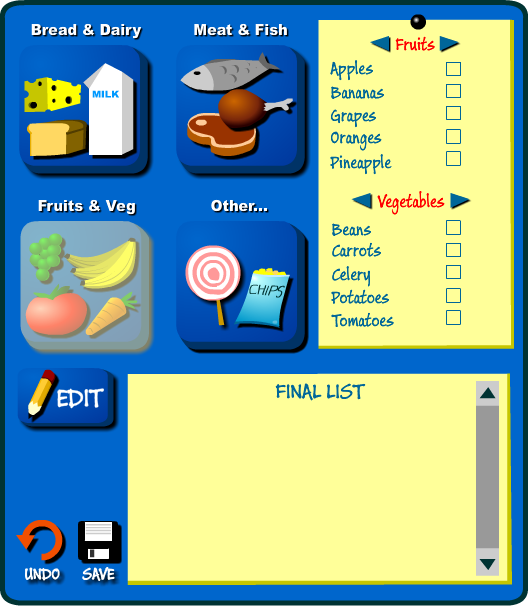 Bread & Dairy
Meat & Fish
MILK
Fruits & Veg
Other...
CHIPS
Fruits
Apples
Bananas
Grapes
Oranges
Pineapple
Vegetables
Beans
Carrots
Celery
Potatoes
Tomatoes
EDIT
FINAL LIST
UNDO
SAVE